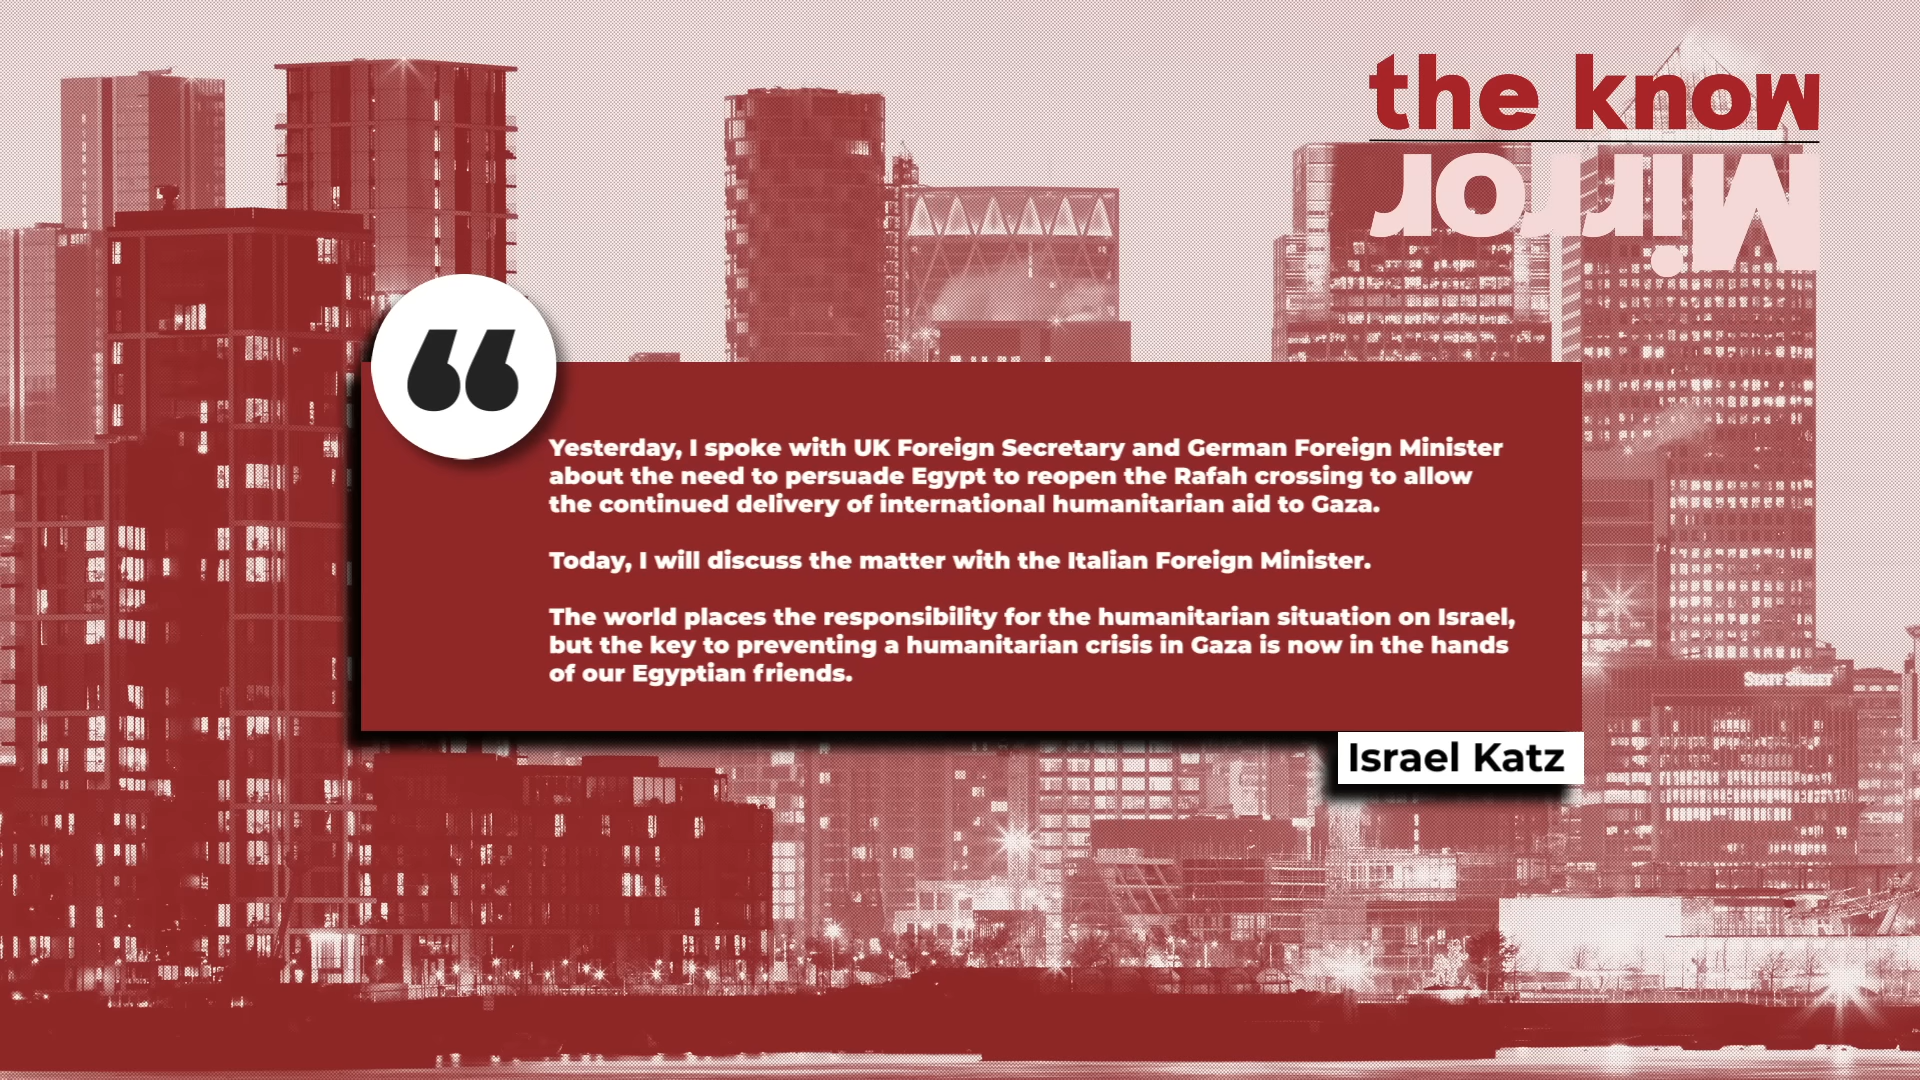 the know
Mirror
Yesterday, I spoke with UK Foreign Secretary and German Foreign Minister
about the need to persuade Egypt to reopen the Rafah crossing to allow
the continued delivery of international humanitarian aid to Gaza.
Today, I will discuss the matter with the Italian Foreign Minister.
The world places the responsibility for the humanitarian situation on Israel,
but the key to preventing a humanitarian crisis in Gaza is now in the hands
of our Egyptian friends.
STATE STREET
Israel Katz